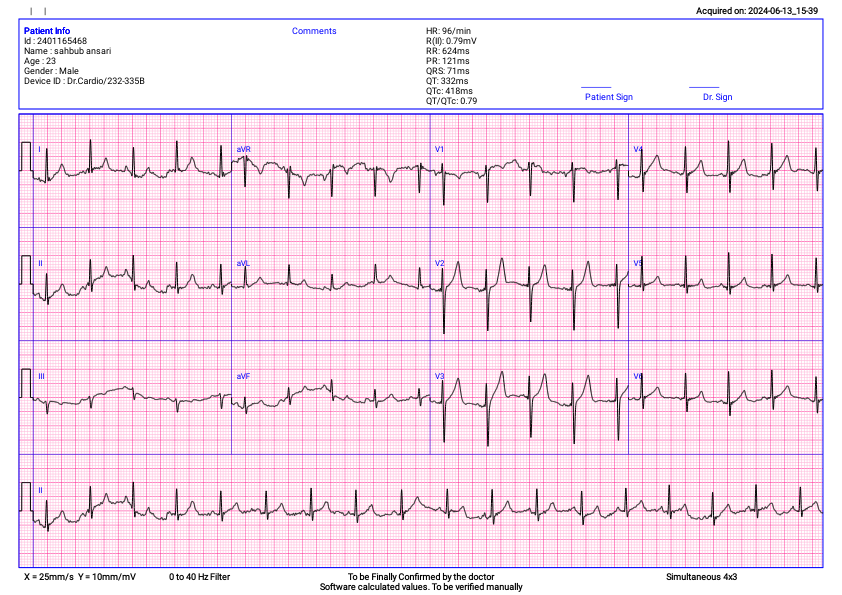 Acquired on: 2024-06-13_15-39
Patient Info
Id : 2401165468
Name : sahbub ansari
Age : 23
Gender : Male
Device ID : Dr.Cardio/232-335B
Comments
HR: 96/min
R(II): 0.79mV
RR: 624ms
PR: 121ms
QRS: 71ms
QT: 332ms
QTc: 418ms
QT/QTc: 0.79
Patient Sign
Dr. Sign
I
aVR
V1
V4
II
aVL
V2
V5
III
aVF
V3
V6
II
X = 25mm/s Y = 10mm/mV
0 to 40 Hz Filter
To be Finally Confirmed by the doctor
Software calculated values. To be verified manually
Simultaneous 4x3